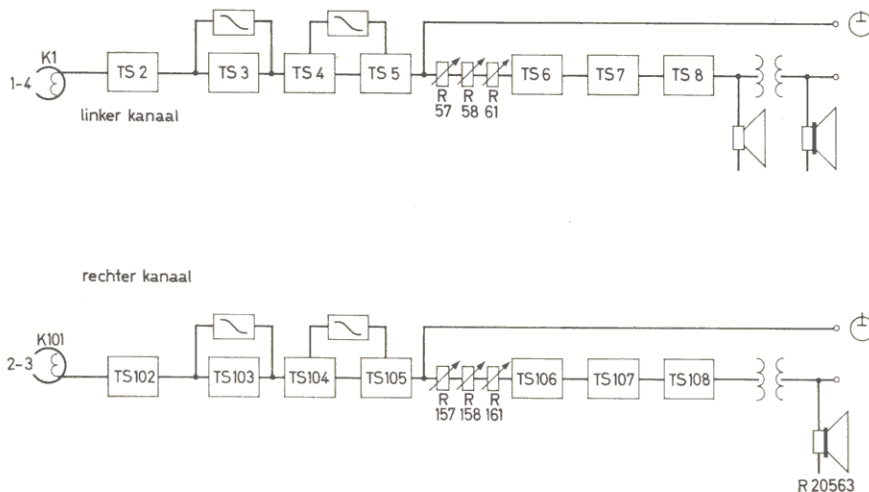 K1
1-4
TS 2
TS 3
TS 4
TS 5
R 57
R 58
R 61
TS 6
TS 7
TS 8
linker kanaal
rechter kanaal
K101
2-3
TS102
TS103
TS104
TS105
R 157
R 158
R 161
TS106
TS107
TS108
R 20563